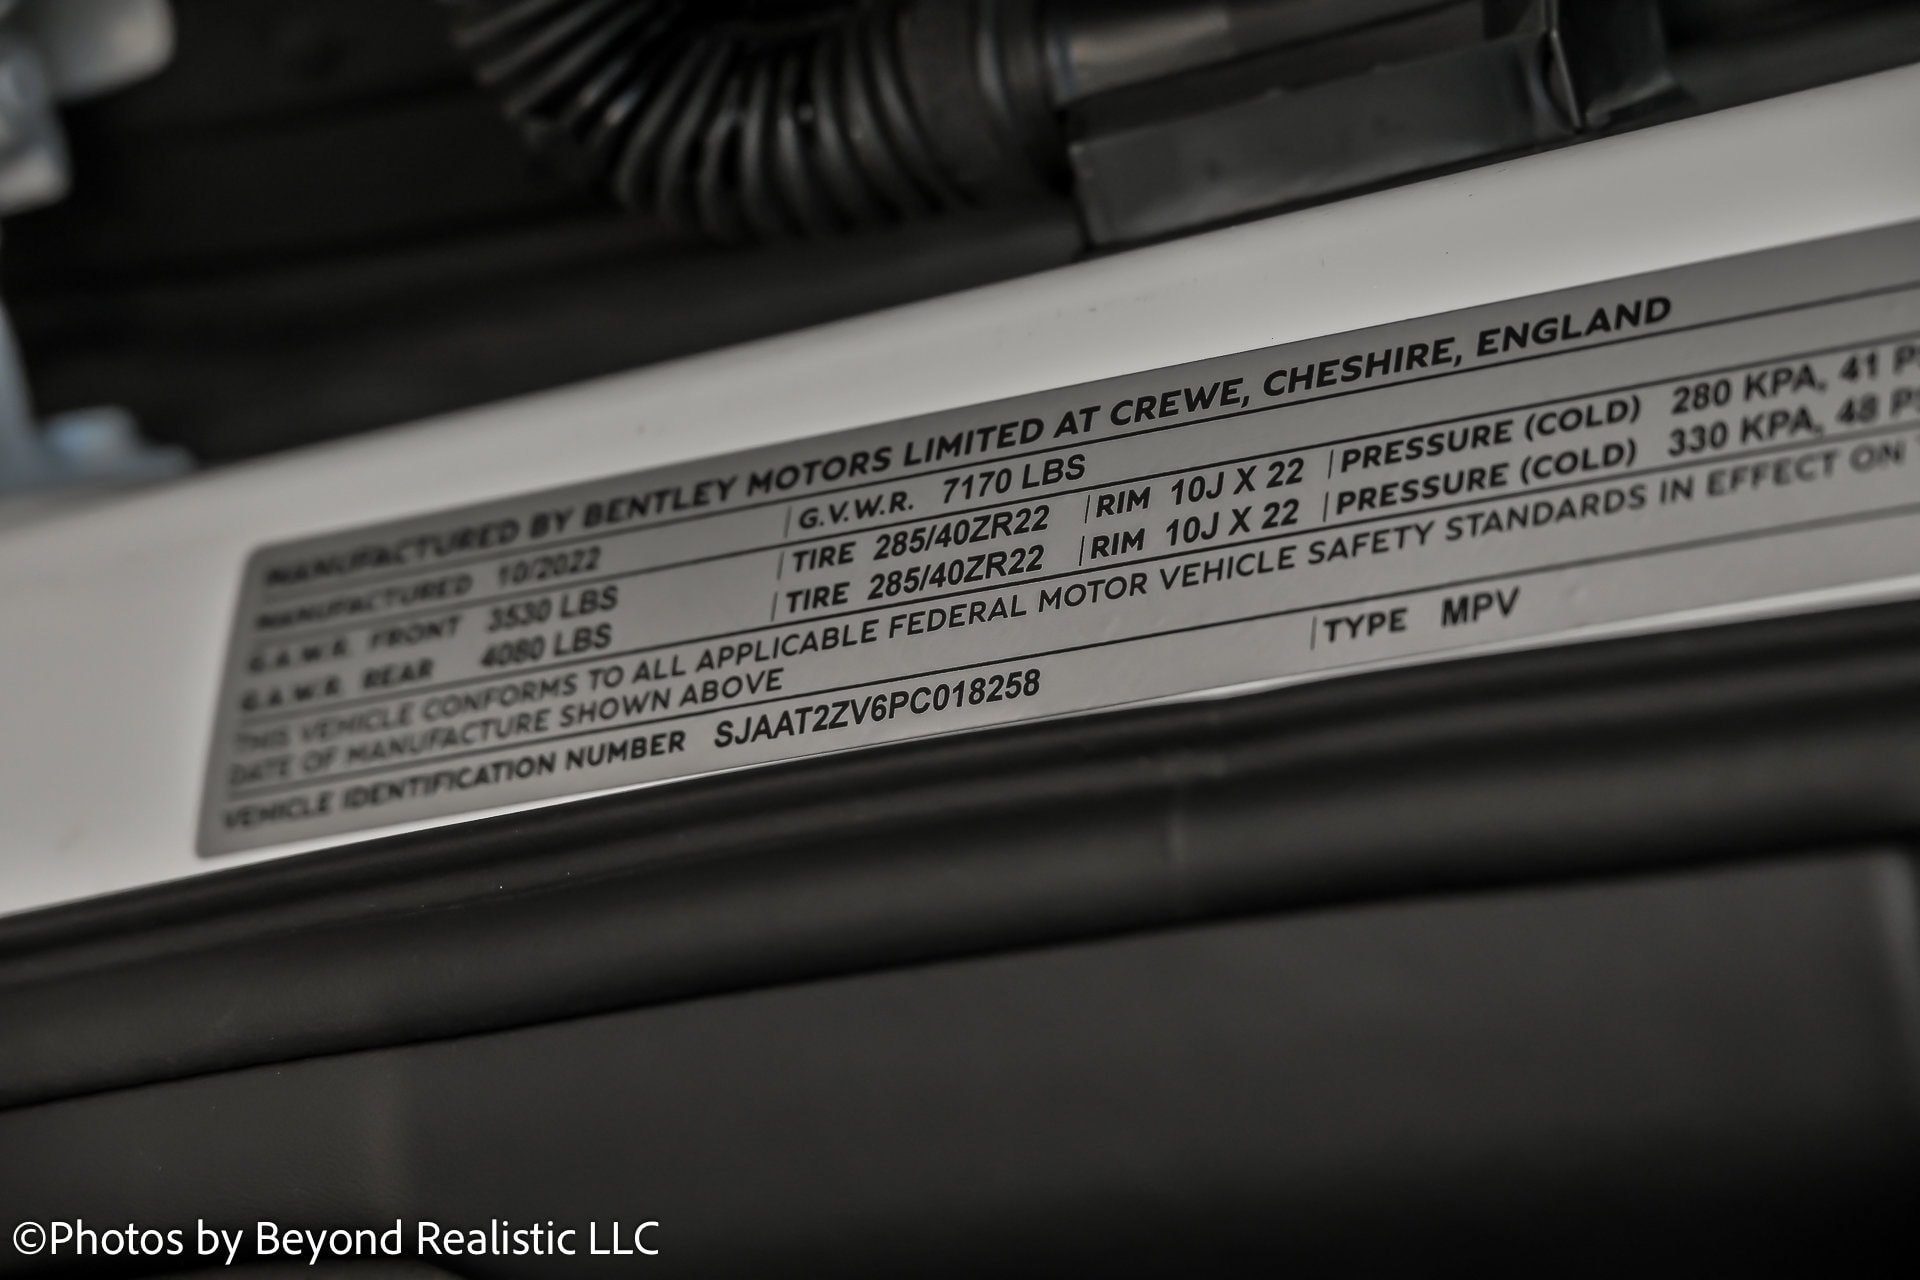 MANUFACTURED BY BENTLEY MOTORS LIMITED AT CREWE, CHESHIRE, ENGLAND
MANUFACTURED 10/2022 G.V.W.R. 7170 LBS
G.A.W.R. FRONT 3530 LBS TIRE 285/40ZR22 RIM 10J X 22 PRESSURE (COLD) 280 KPA, 41
G.A.W.R. REAR 4080 LBS TIRE 285/40ZR22 RIM 10J X 22 PRESSURE (COLD) 330 KPA, 48
THIS VEHICLE CONFORMS TO ALL APPLICABLE FEDERAL MOTOR VEHICLE SAFETY STANDARDS IN EFFECT ON
DATE OF MANUFACTURE SHOWN ABOVE
VEHICLE IDENTIFICATION NUMBER SJAAT2ZV6PC018258 TYPE MPV
©Photos by Beyond Realistic LLC